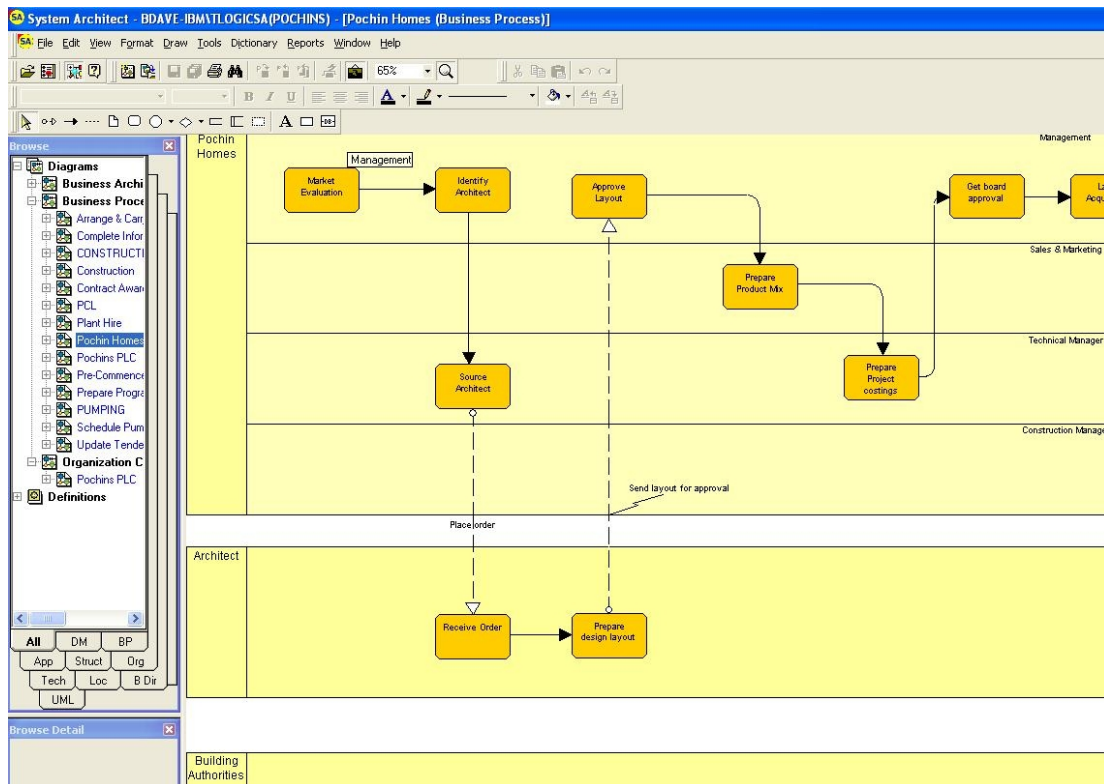 System Architect - BDAVE-IBM\TLOGICSA(POCHINS) - [Pochin Homes (Business Process)]
File Edit View Format Draw Tools Dictionary Reports Window Help
65%
B I U
A
Browse
Diagrams
Business Archi
Business Proce
Arrange & Carr
Complete Infor
CONSTRUCTI
Construction
Contract Awar
PCL
Plant Hire
Pochin Homes
Pochins PLC
Pre-Commence
Prepare Progra
PUMPING
Schedule Pum
Update Tende
Organization C
Pochins PLC
Definitions
All DM BP
App Struct Org
Tech Loc B Dir
UML
Browse Detail
Pochin
Homes
Management
Management
Market
Evaluation
Identify
Architect
Approve
Layout
Get board
approval
La
Acqu
Sales & Marketing
Prepare
Product Mix
Technical Manager
Source
Architect
Prepare
Project
costings
Construction Manage
Send layout for approval
Place order
Architect
Receive Order
Prepare
design layout
Building
Authorities